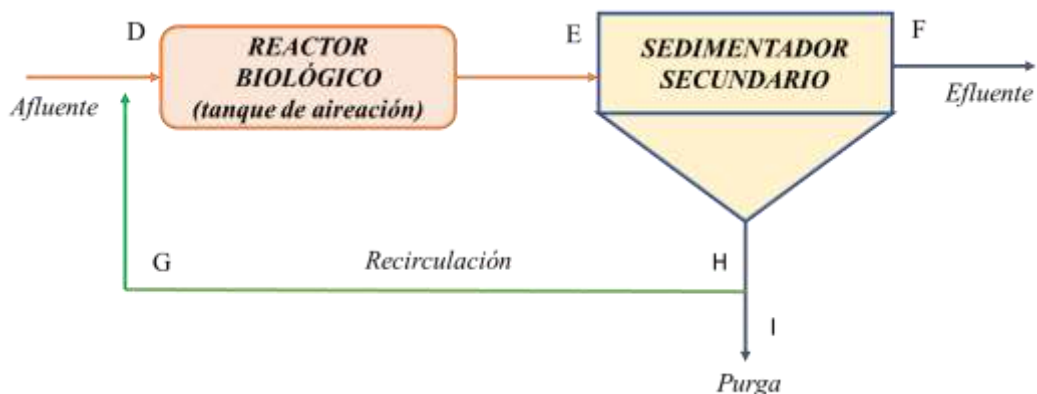 D
REACTOR
BIOLÓGICO
(tanque de aireación)
E
SEDIMENTADOR
SECUNDARIO
F
Afluente
Efluente
G
Recirculación
H
I
Purga